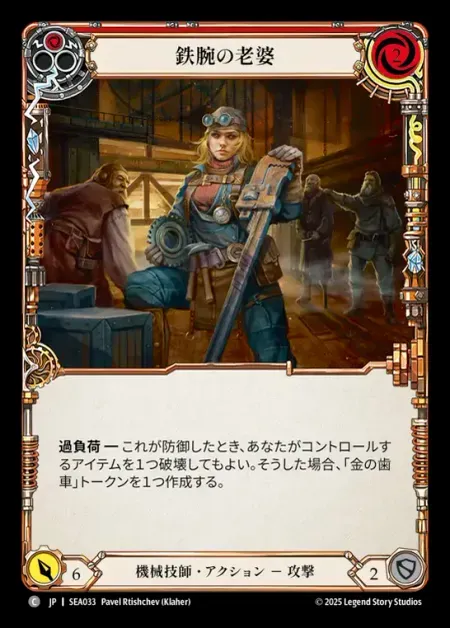 鉄腕の老婆
2
過負荷 ― これが防御したとき、あなたがコントロールす
るアイテムを1つ破壊してもよい。そうした場合、「金の歯
車」トークンを1つ作成する。
6
機械技師・アクション － 攻撃
2
C JP | SEA033 Pavel Rtishchev (Klaher)
© 2025 Legend Story Studios